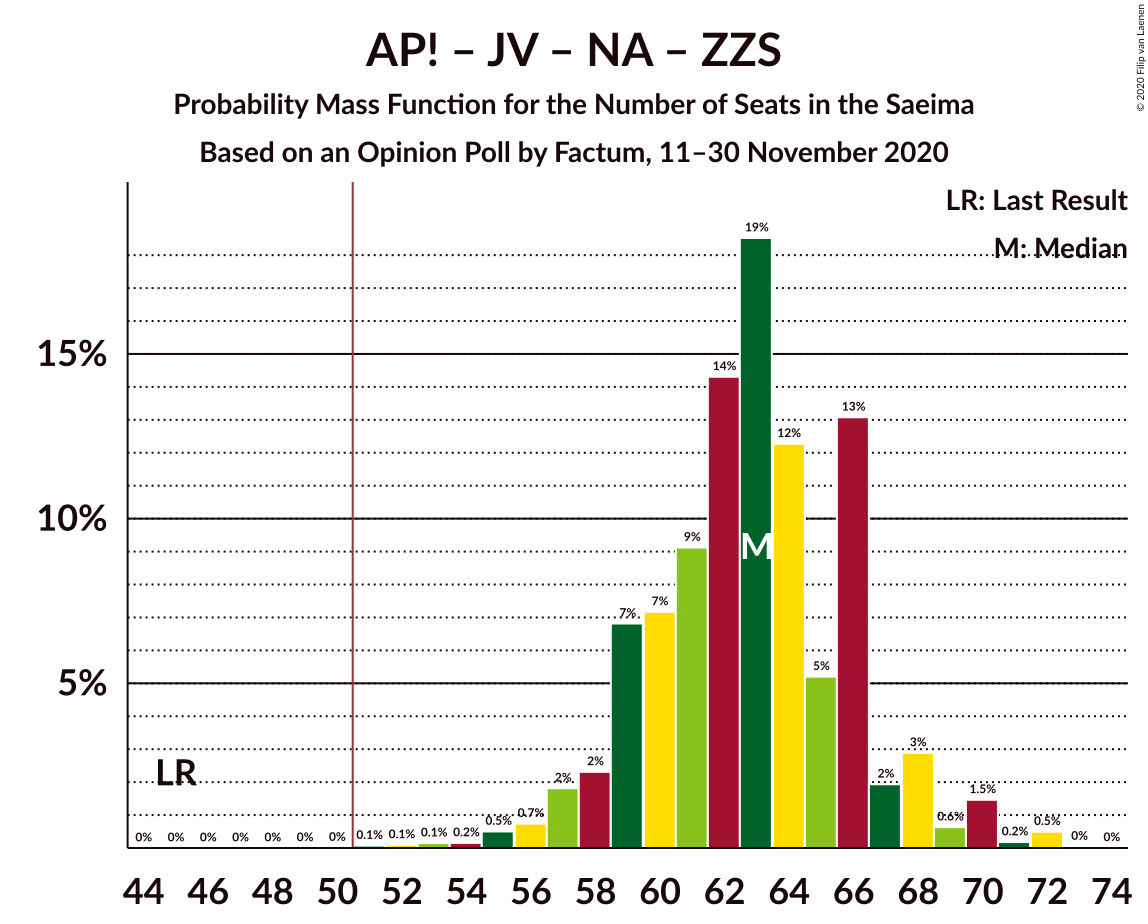 AP! – JV – NA – ZZS
Probability Mass Function for the Number of Seats in the Saeima
Based on an Opinion Poll by Factum, 11–30 November 2020
© 2020 Filip van Laenen
LR: Last Result
M: Median
15%
10%
5%
LR
M
0% 0% 0% 0% 0% 0% 0% 0.1% 0.1% 0.1% 0.2% 0.5% 0.7% 2% 2% 7% 7% 9% 14% 19% 12% 5% 13% 2% 3% 0.6% 1.5% 0.2% 0.5% 0% 0%
44 46 48 50 52 54 56 58 60 62 64 66 68 70 72 74